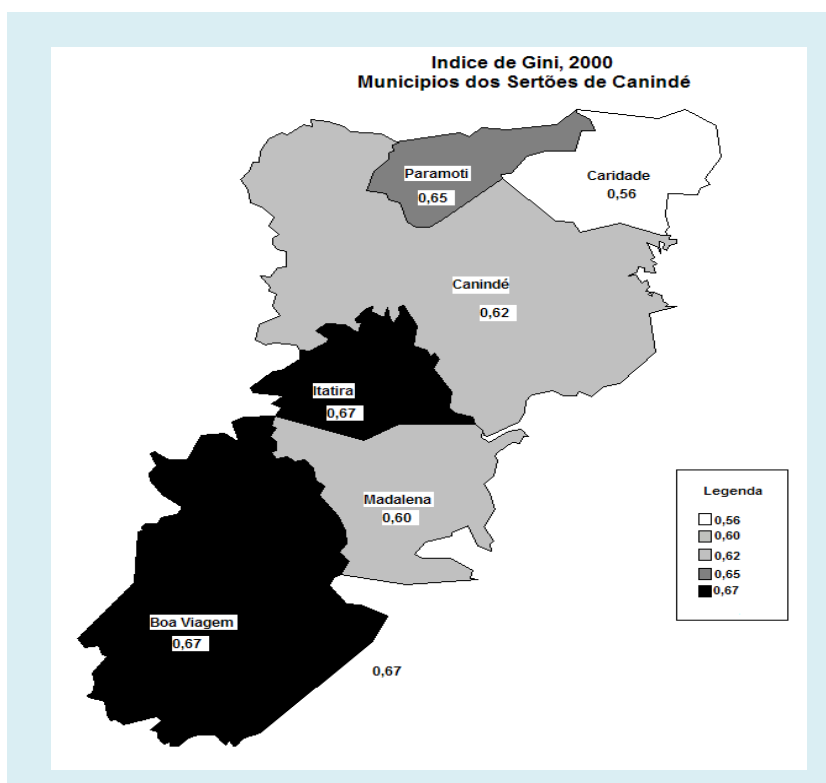 Indice de Gini, 2000
Municipios dos Sertões de Canindé
Paramoti
0,65
Caridade
0,56
Canindé
0,62
Itatira
0,67
Madalena
0,60
Boa Viagem
0,67
0,67
Legenda
0,56
0,60
0,62
0,65
0,67